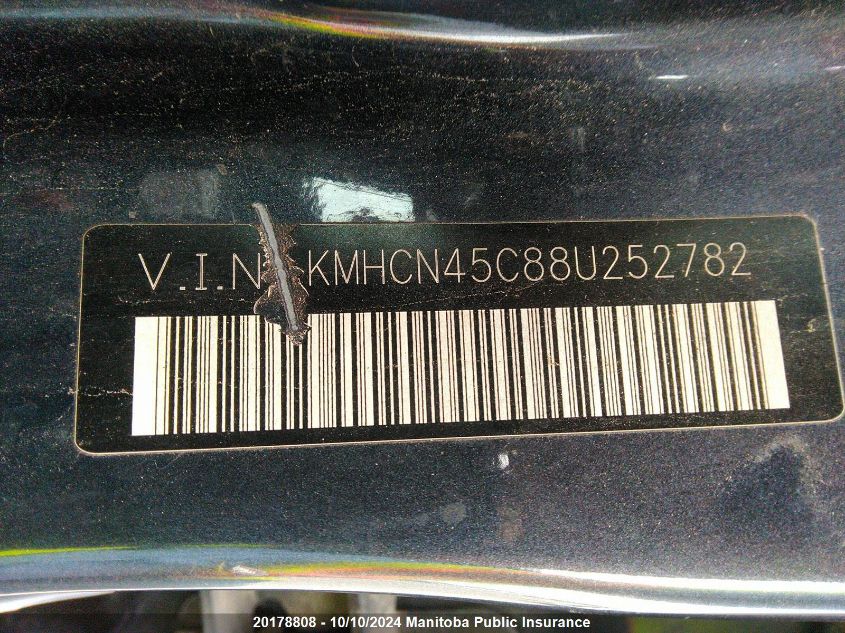 V.I.N KMHCN45C88U252782
20178808 - 10/10/2024 Manitoba Public Insurance